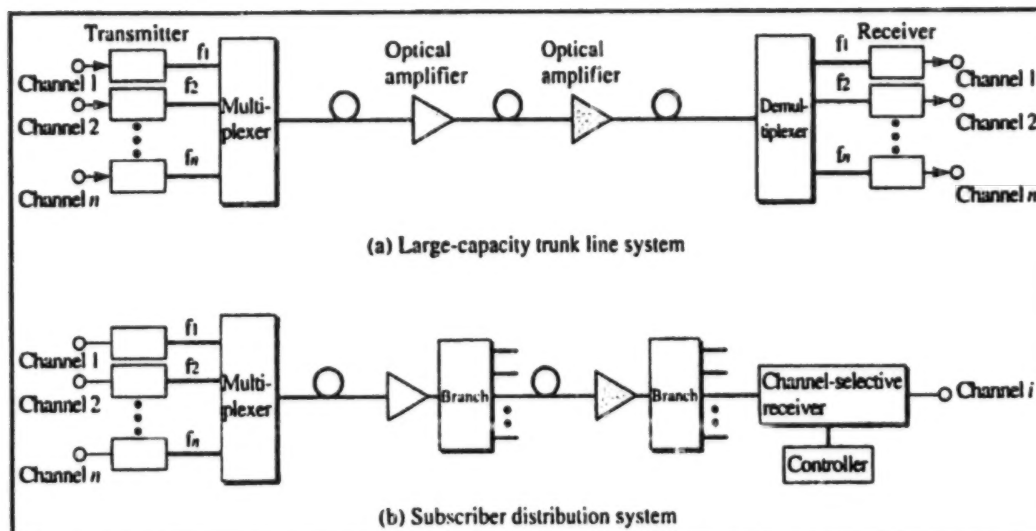 Transmitter
Receiver
f1
Optical
amplifier
Optical
amplifier
f1
Channel 1
f2
Multi-
plexer
Demul-
tiplexer
f2
Channel 1
Channel 2
Channel 2
fn
fn
Channel n
Channel n
(a) Large-capacity trunk line system
f1
Channel 1
f2
Multi-
plexer
Branch
Branch
Channel-selective
receiver
Channel i
Channel 2
fn
Controller
Channel n
(b) Subscriber distribution system